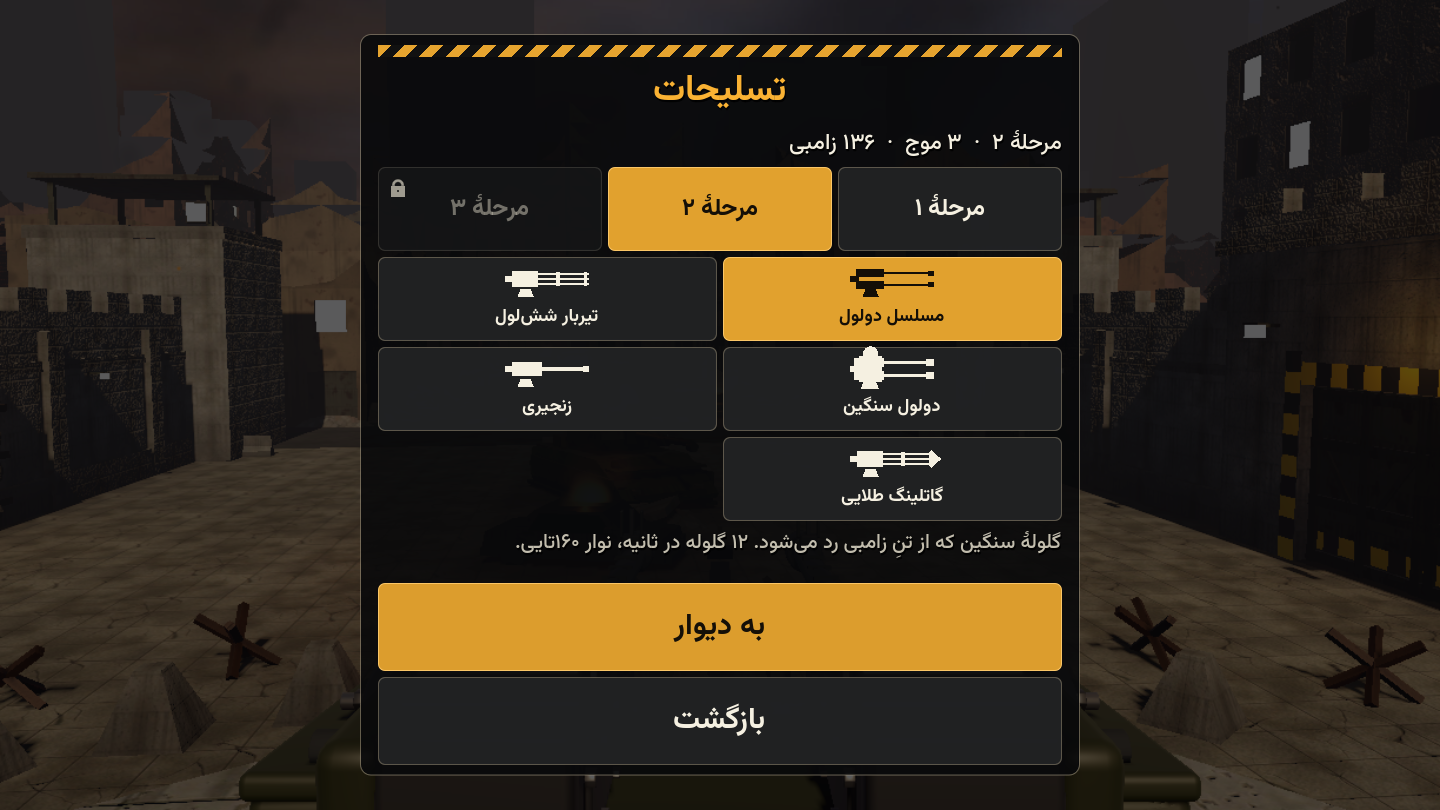 تسلیحات
مرحلهٔ ۲ · ۳ موج · ۱۳۶ زامبی
مرحلهٔ ۱
مرحلهٔ ۲
مرحلهٔ ۳
مسلسل دولول
تیربار شش‌لول
دولول سنگین
زنجیری
گاتلینگ طلایی
گلولهٔ سنگین که از تنِ زامبی رد می‌شود. ۱۲ گلوله در ثانیه، نوار ۱۶۰تایی.
به دیوار
بازگشت